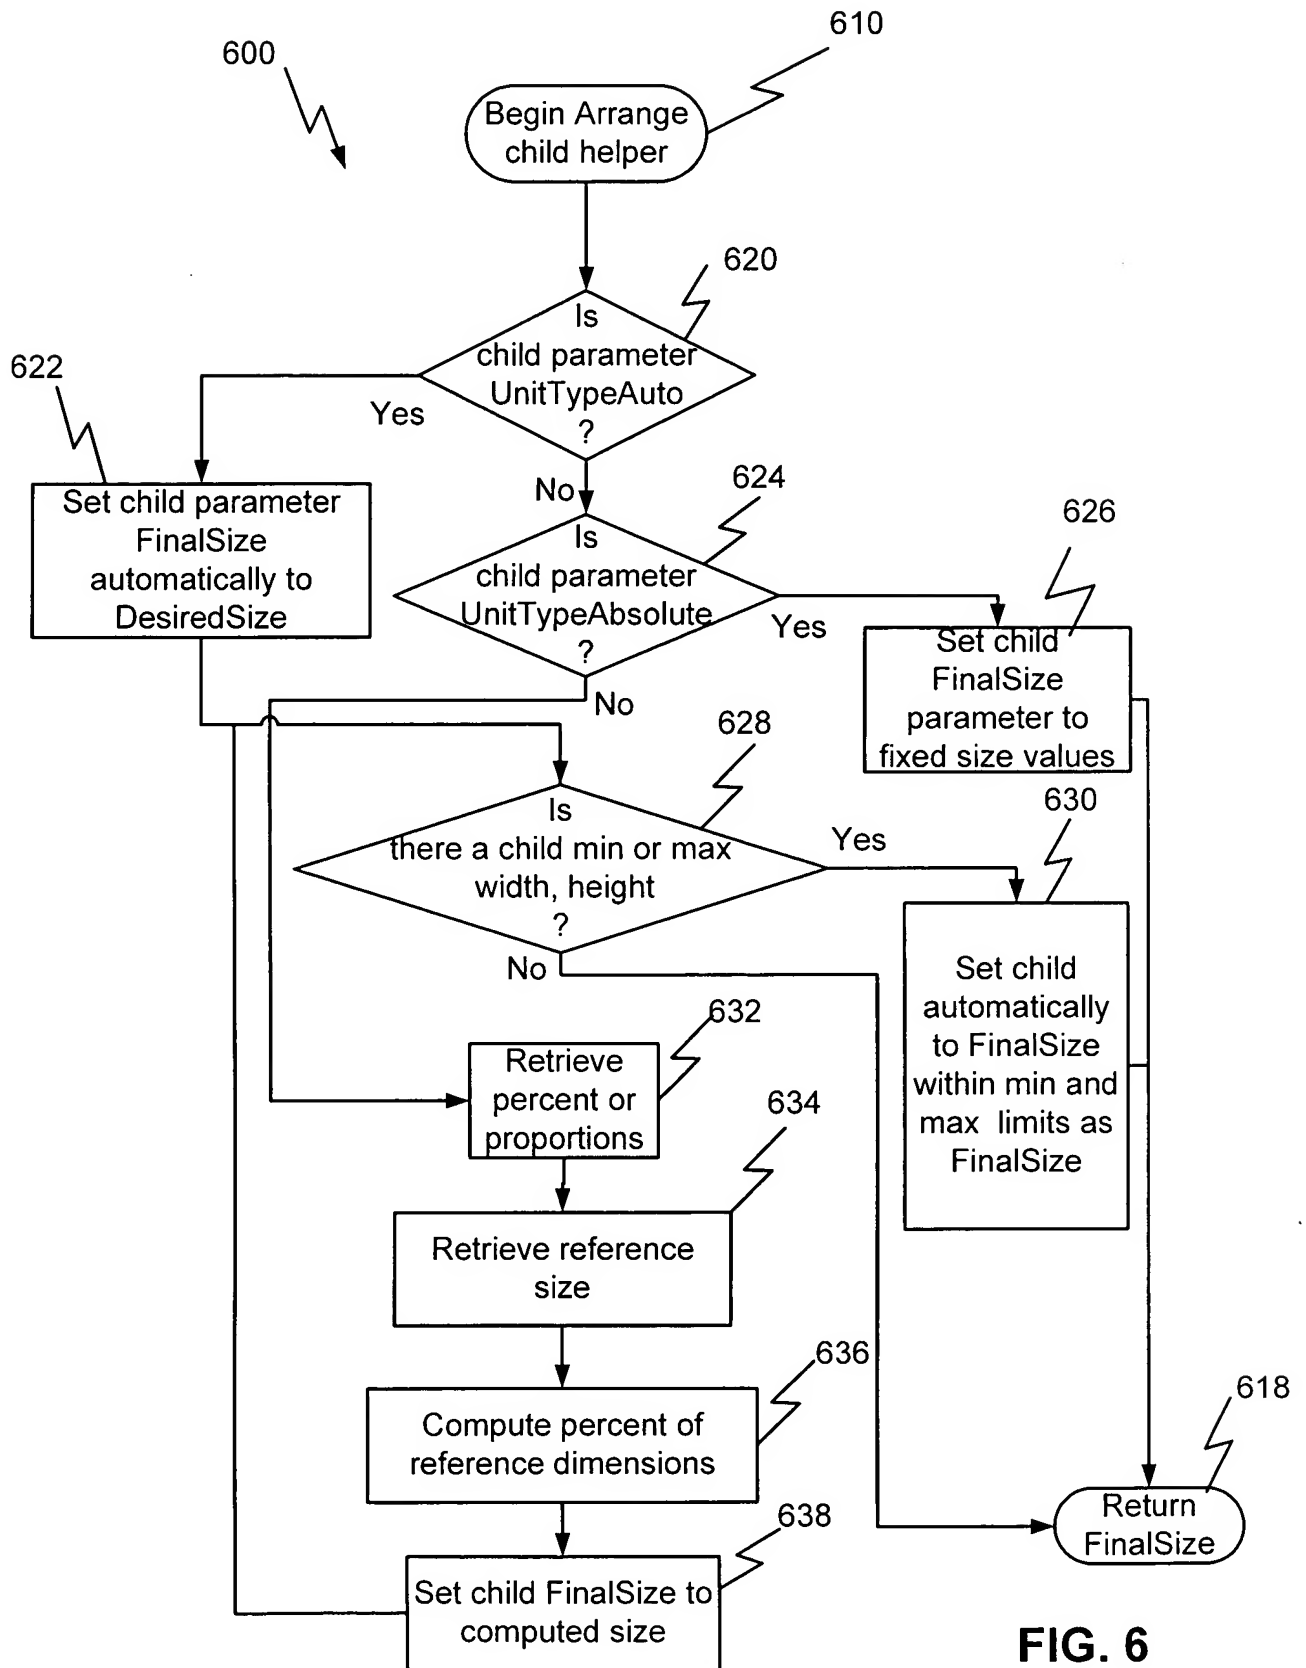 610
600
Begin Arrange
child helper
620
Is
child parameter
UnitTypeAuto
?
622
Yes
No
Set child parameter
FinalSize
automatically to
DesiredSize
624
Is
child parameter
UnitTypeAbsolute
?
Yes
No
626
Set child
FinalSize
parameter to
fixed size values
628
Is
there a child min or max
width, height
?
Yes
No
630
Set child
automatically
to FinalSize
within min and
max limits as
FinalSize
632
Retrieve
percent or
proportions
634
Retrieve reference
size
636
Compute percent of
reference dimensions
638
Set child FinalSize to
computed size
618
Return
FinalSize
FIG. 6